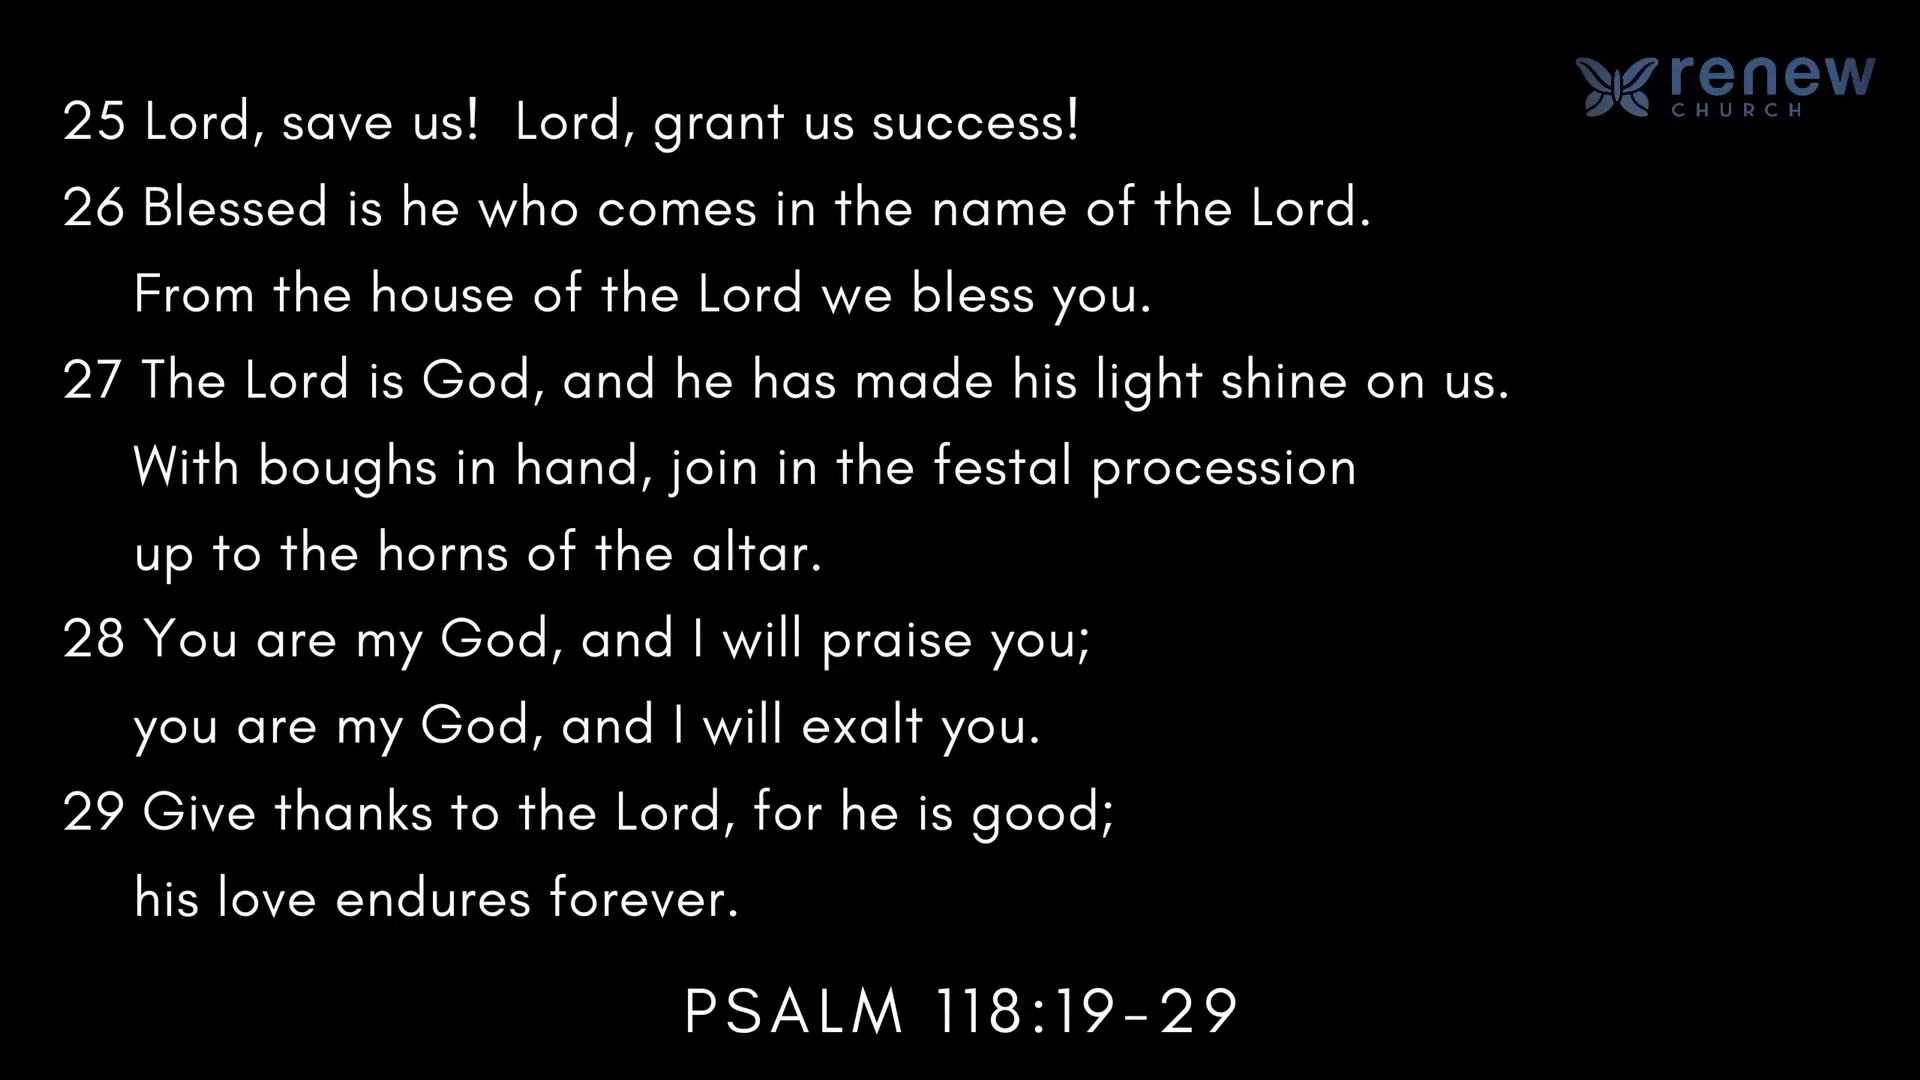 renew
CHURCH
25 Lord, save us!  Lord, grant us success!
26 Blessed is he who comes in the name of the Lord.
From the house of the Lord we bless you.
27 The Lord is God, and he has made his light shine on us.
With boughs in hand, join in the festal procession
up to the horns of the altar.
28 You are my God, and I will praise you;
you are my God, and I will exalt you.
29 Give thanks to the Lord, for he is good;
his love endures forever.
PSALM 118:19-29